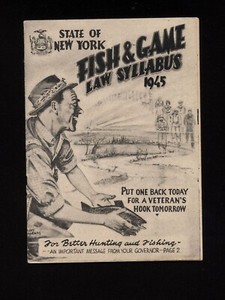 STATE OF
NEW YORK
FISH & GAME
LAW SYLLABUS
1945
PUT ONE BACK TODAY
FOR A VETERAN'S
HOOK TOMORROW
For Better Hunting and Fishing-
-AN IMPORTANT MESSAGE FROM YOUR GOVERNOR - PAGE 2